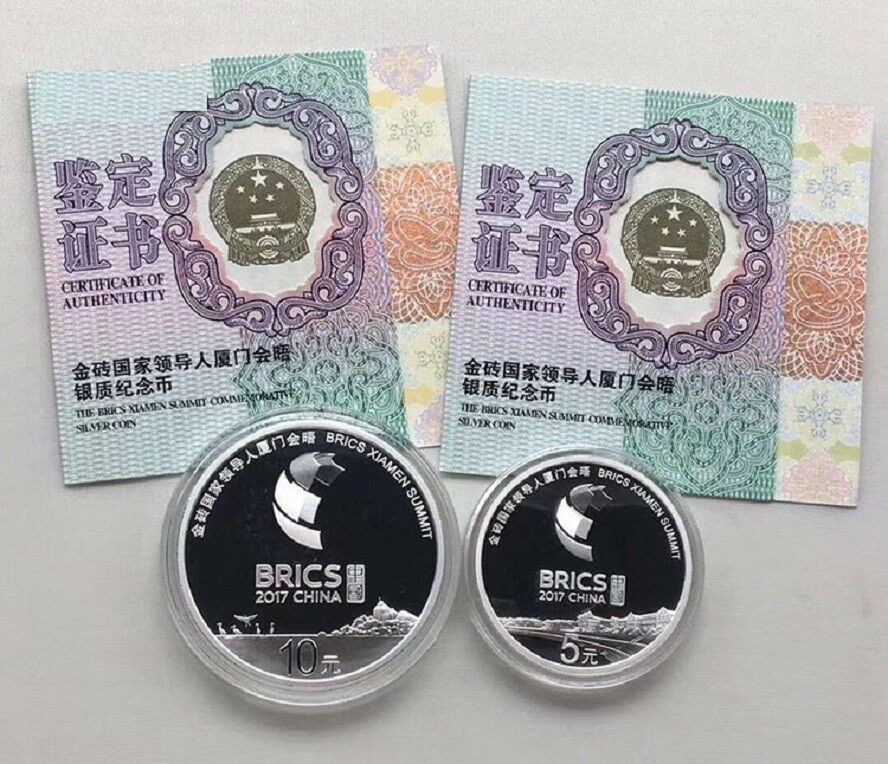 鉴定
证书
CERTIFICATE OF
AUTHENTICITY
金砖国家领导人厦门会晤
银质纪念币
THE BRICS XIAMEN SUMMIT COMMEMORATIVE
SILVER COIN
鉴定
证书
CERTIFICATE OF
AUTHENTICITY
金砖国家领导人厦门会晤
银质纪念币
THE BRICS XIAMEN SUMMIT COMMEMORATIVE
SILVER COIN
金砖国家领导人厦门会晤 BRICS XIAMEN SUMMIT
BRICS
2017 CHINA 中国
10元
金砖国家领导人厦门会晤 BRICS XIAMEN SUMMIT
BRICS
2017 CHINA 中国
5元